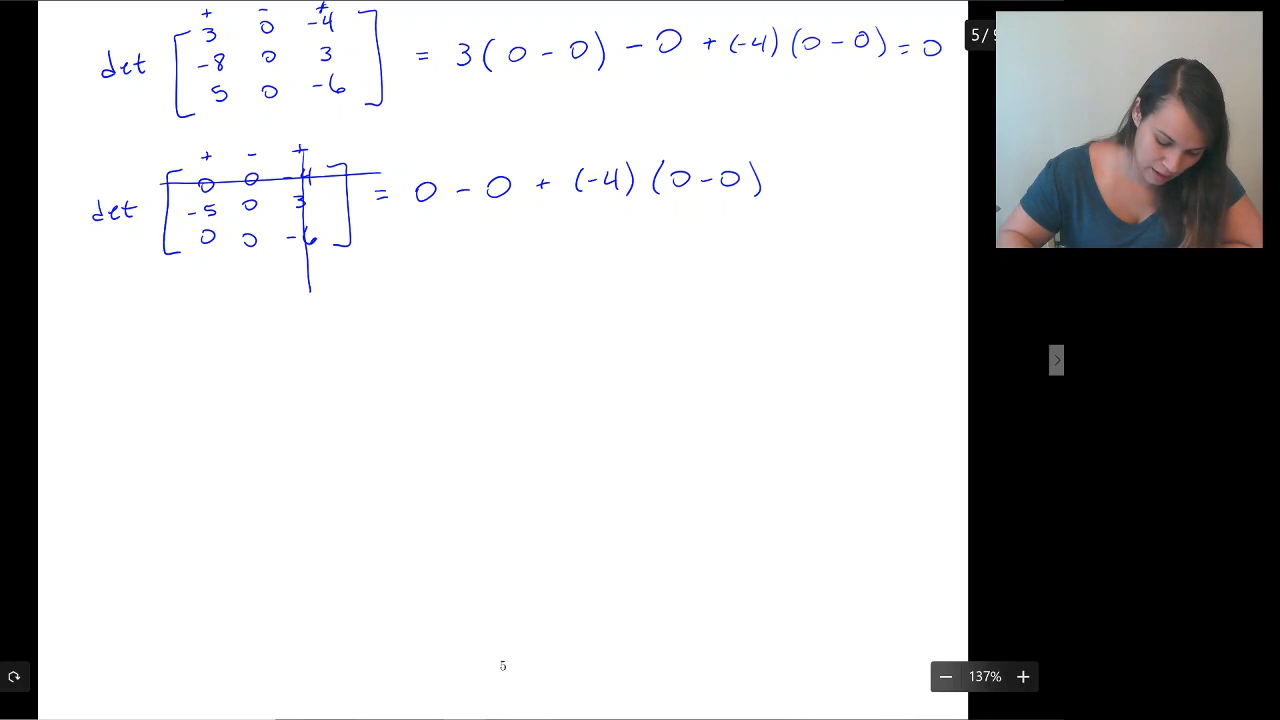 + - +
3 0 -4
det [ -8 0 3 ] = 3(0 - 0) - 0 + (-4)(0 - 0) = 0
5 0 -6
+ - +
0 0 -4
det [ -5 0 3 ] = 0 - 0 + (-4)(0 - 0)
0 0 -6
5
5 / 9
137%